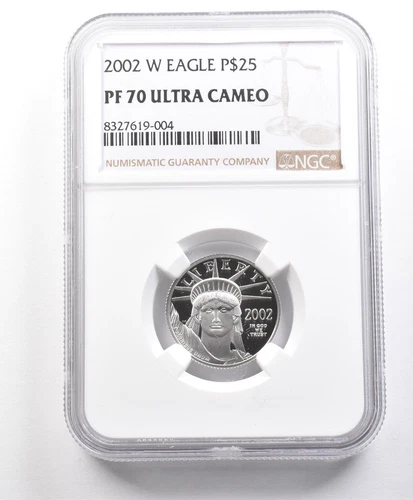 2002 W EAGLE P$25
PF 70 ULTRA CAMEO
8327619-004
NUMISMATIC GUARANTY COMPANY
NGC®
LIBERTY
2002
IN GOD
WE
TRUST